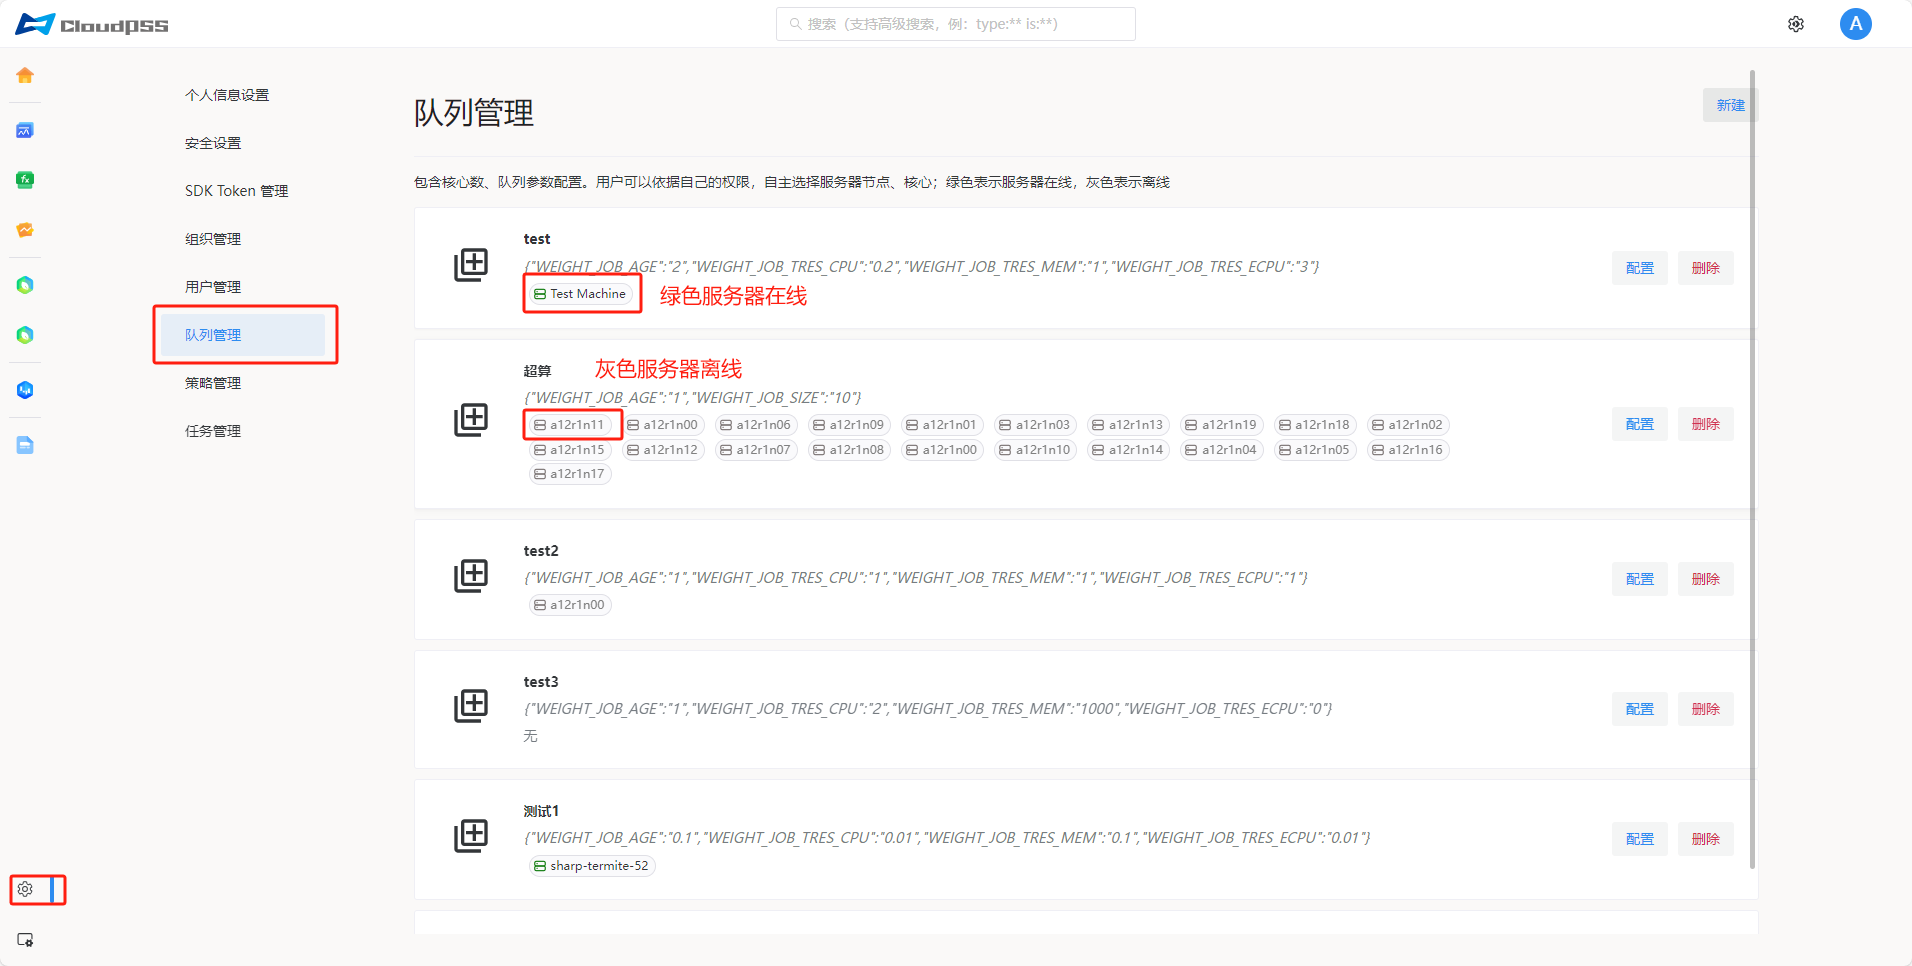 CloudPSS
搜索（支持高级搜索，例：type:** is:**）
A
个人信息设置
安全设置
SDK Token 管理
组织管理
用户管理
队列管理
策略管理
任务管理
队列管理
新建
包含核心数、队列参数配置。用户可以依据自己的权限，自主选择服务器节点、核心；绿色表示服务器在线，灰色表示离线
test
{"WEIGHT_JOB_AGE":"2","WEIGHT_JOB_TRES_CPU":"0.2","WEIGHT_JOB_TRES_MEM":"1","WEIGHT_JOB_TRES_ECPU":"3"}
Test Machine 绿色服务器在线
配置 删除
超算 灰色服务器离线
{"WEIGHT_JOB_AGE":"1","WEIGHT_JOB_SIZE":"10"}
a12r1n11 a12r1n00 a12r1n06 a12r1n09 a12r1n01 a12r1n03 a12r1n13 a12r1n19 a12r1n18 a12r1n02
a12r1n15 a12r1n12 a12r1n07 a12r1n08 a12r1n00 a12r1n10 a12r1n14 a12r1n04 a12r1n05 a12r1n16
a12r1n17
配置 删除
test2
{"WEIGHT_JOB_AGE":"1","WEIGHT_JOB_TRES_CPU":"1","WEIGHT_JOB_TRES_MEM":"1","WEIGHT_JOB_TRES_ECPU":"1"}
a12r1n00
配置 删除
test3
{"WEIGHT_JOB_AGE":"1","WEIGHT_JOB_TRES_CPU":"2","WEIGHT_JOB_TRES_MEM":"1000","WEIGHT_JOB_TRES_ECPU":"0"}
无
配置 删除
测试1
{"WEIGHT_JOB_AGE":"0.1","WEIGHT_JOB_TRES_CPU":"0.01","WEIGHT_JOB_TRES_MEM":"0.1","WEIGHT_JOB_TRES_ECPU":"0.01"}
sharp-termite-52
配置 删除